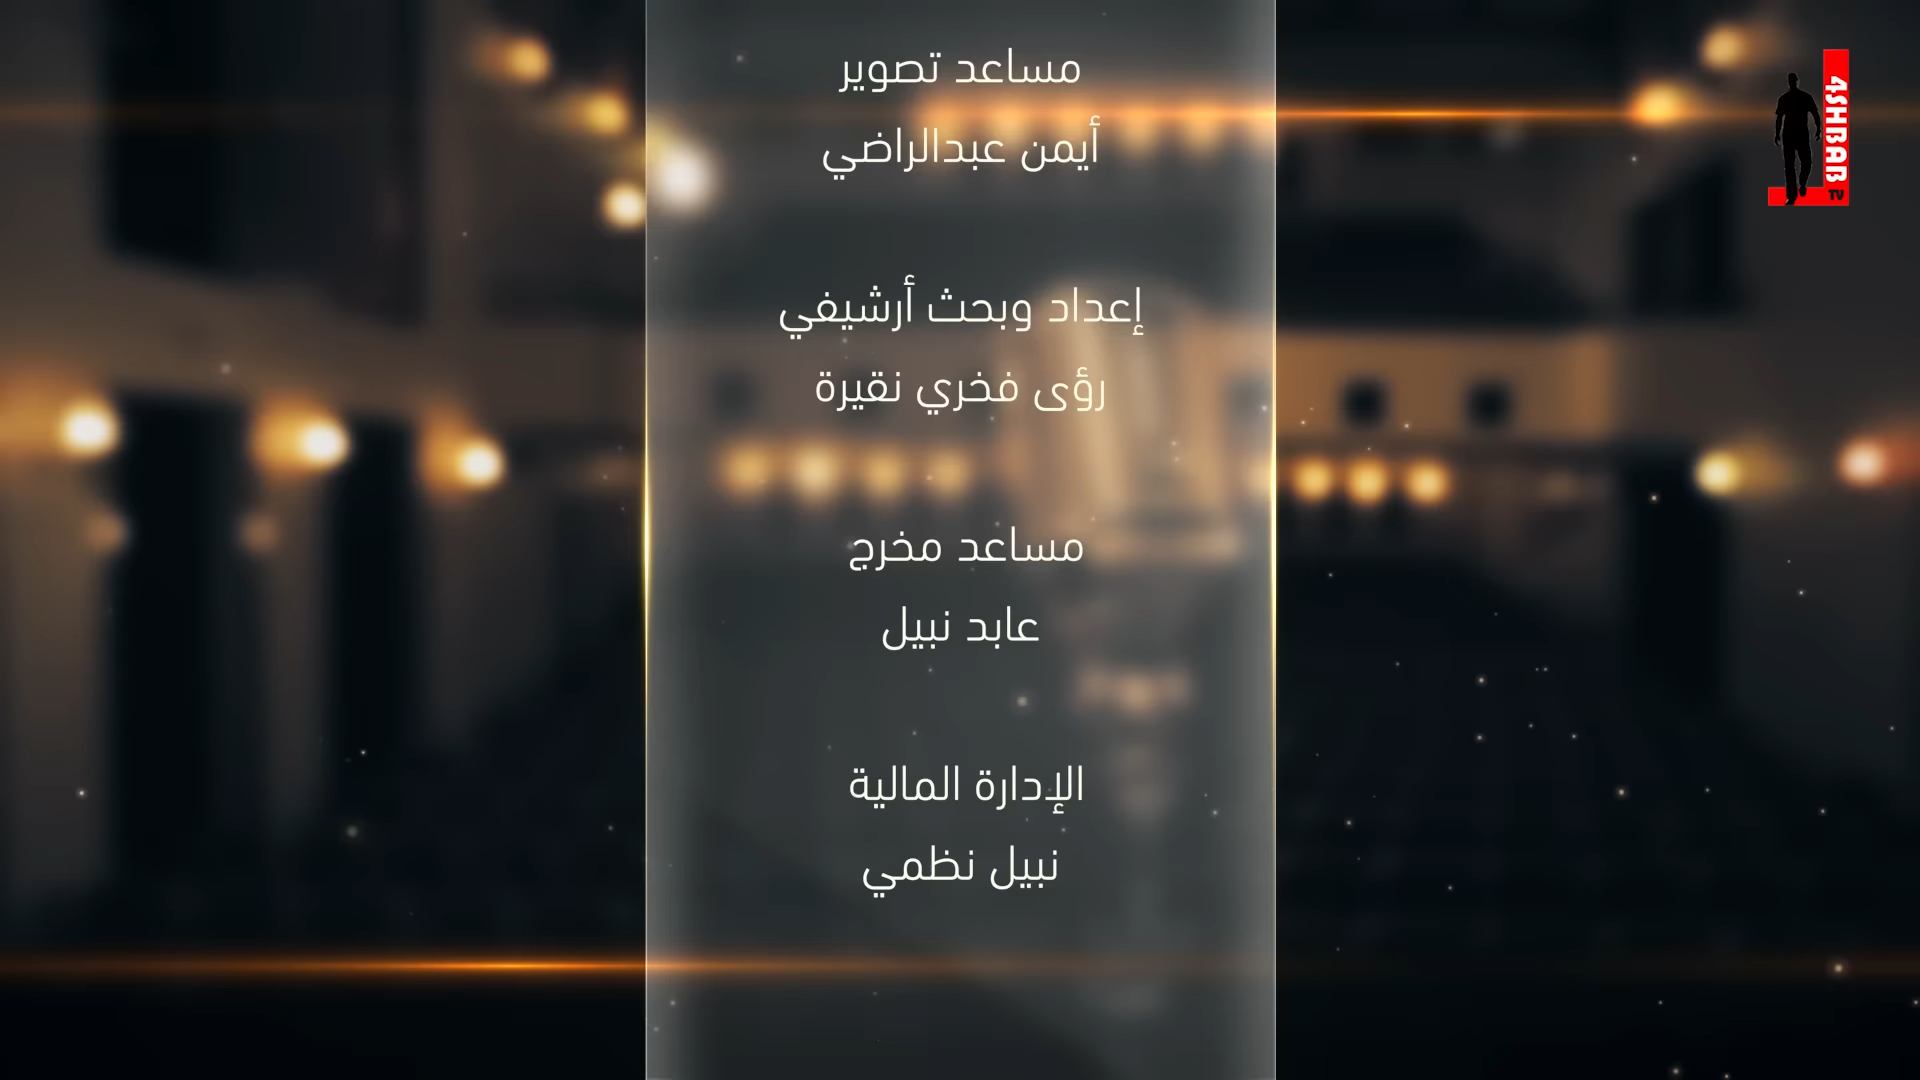 مساعد تصوير
أيمن عبدالراضي
إعداد وبحث أرشيفي
رؤى فخري نقيرة
مساعد مخرج
عابد نبيل
الإدارة المالية
نبيل نظمي
4SHBAB
TV